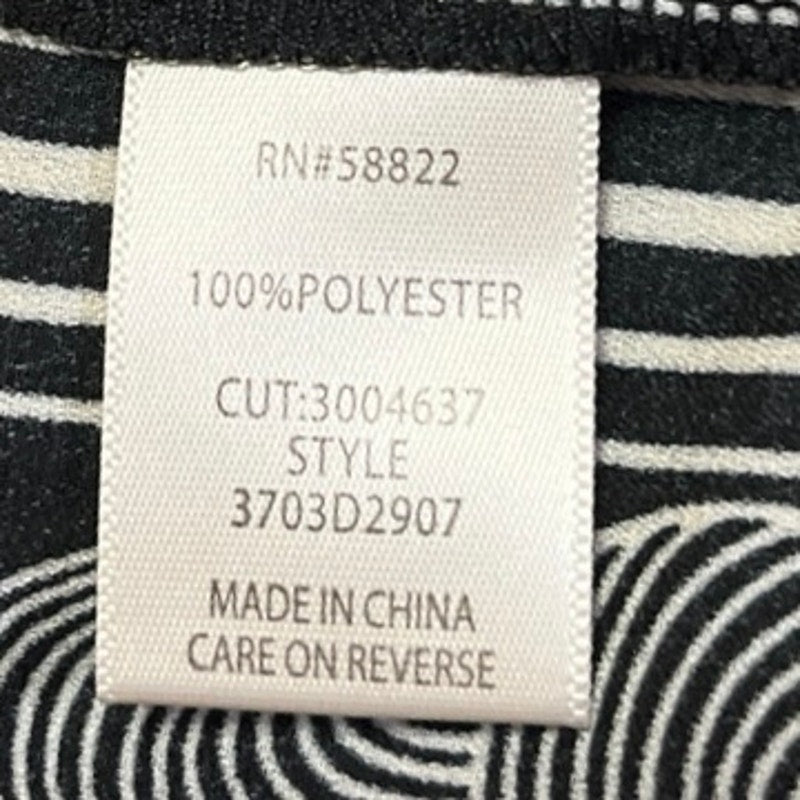 RN#58822
100%POLYESTER
CUT:3004637
STYLE
3703D2907
MADE IN CHINA
CARE ON REVERSE